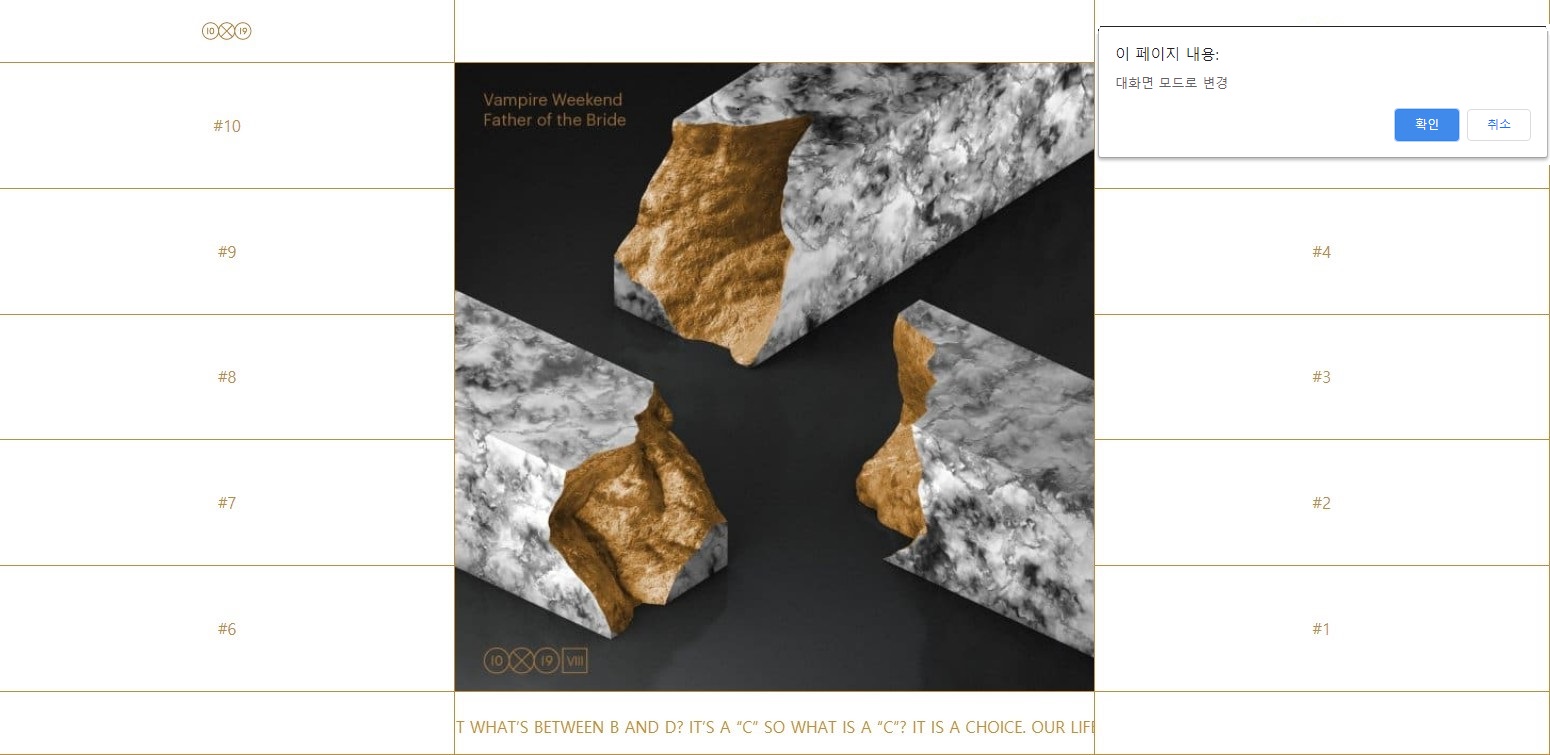 10 19
#10
#9
#8
#7
#6
Vampire Weekend
Father of the Bride
10 19 VIII
T WHAT'S BETWEEN B AND D? IT'S A “C” SO WHAT IS A “C”? IT IS A CHOICE. OUR LIFE
이 페이지 내용:
대화면 모드로 변경
확인 취소
#4
#3
#2
#1